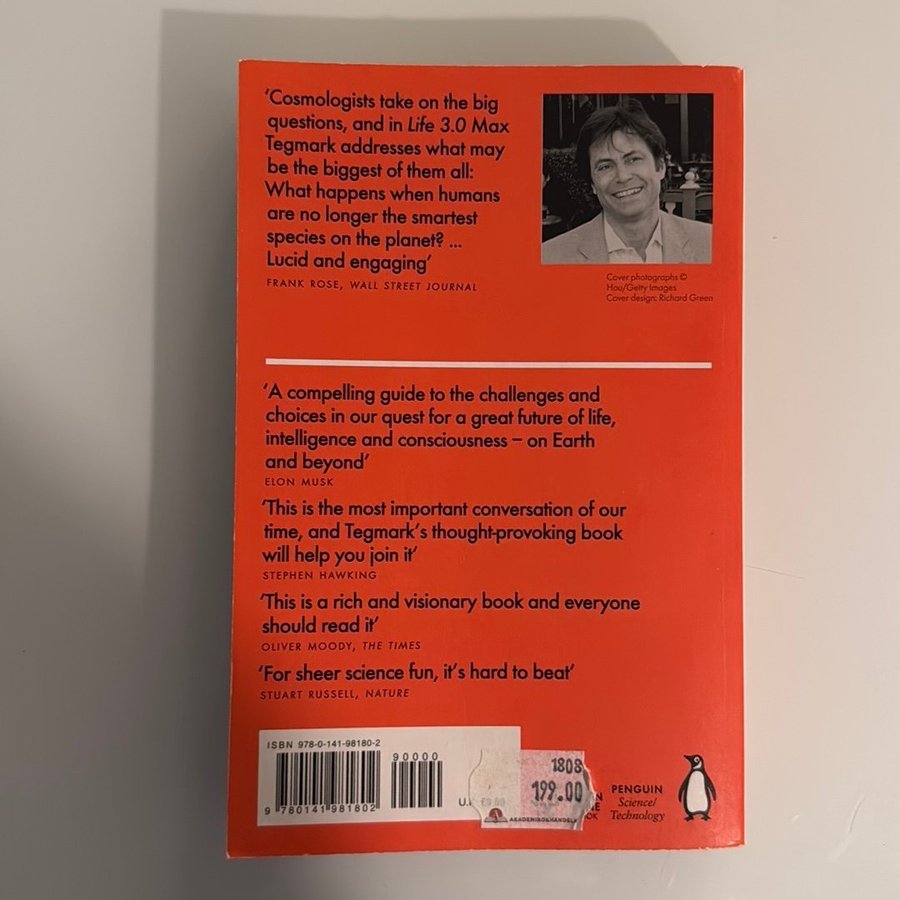 ‘Cosmologists take on the big
questions, and in Life 3.0 Max
Tegmark addresses what may
be the biggest of them all:
What happens when humans
are no longer the smartest
species on the planet? ...
Lucid and engaging’
FRANK ROSE, WALL STREET JOURNAL
Cover photographs ©
Hou/Getty Images
Cover design: Richard Green
‘A compelling guide to the challenges and
choices in our quest for a great future of life,
intelligence and consciousness – on Earth
and beyond’
ELON MUSK
‘This is the most important conversation of our
time, and Tegmark’s thought-provoking book
will help you join it’
STEPHEN HAWKING
‘This is a rich and visionary book and everyone
should read it’
OLIVER MOODY, THE TIMES
‘For sheer science fun, it’s hard to beat’
STUART RUSSELL, NATURE
ISBN 978-0-141-98180-2
90000
9 780141 981802
1808
199.00
AKADEMIBOKHANDELN
PENGUIN
Science/
Technology